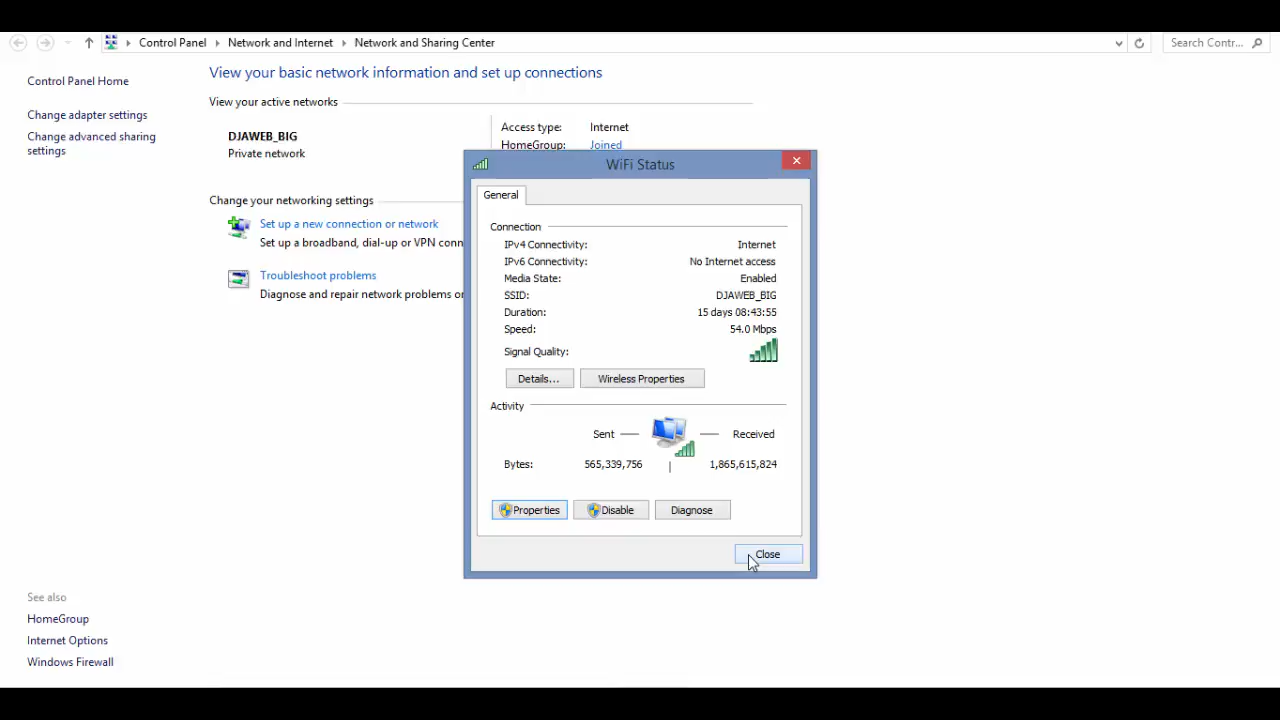 Control Panel Network and Internet Network and Sharing Center Search Contr...
Control Panel Home
Change adapter settings
Change advanced sharing
settings
View your basic network information and set up connections
View your active networks
DJAWEB_BIG
Private network
Access type: Internet
HomeGroup: Joined
Change your networking settings
Set up a new connection or network
Set up a broadband, dial-up or VPN conn
Troubleshoot problems
Diagnose and repair network problems or
WiFi Status
General
Connection
IPv4 Connectivity: Internet
IPv6 Connectivity: No Internet access
Media State: Enabled
SSID: DJAWEB_BIG
Duration: 15 days 08:43:55
Speed: 54.0 Mbps
Signal Quality:
Details... Wireless Properties
Activity
Sent Received
Bytes: 565,339,756 1,865,615,824
Properties Disable Diagnose
Close
See also
HomeGroup
Internet Options
Windows Firewall